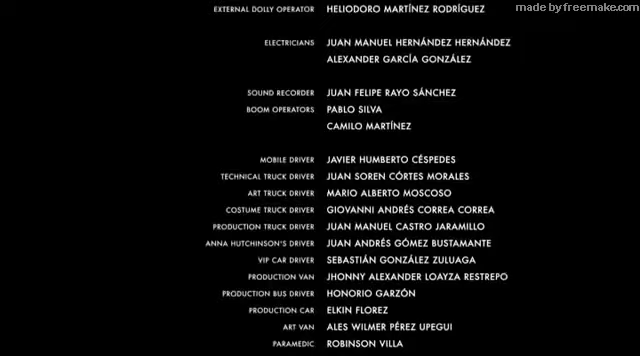 made by freemake.com
EXTERNAL DOLLY OPERATOR HELIODORO MARTÍNEZ RODRÍGUEZ
ELECTRICIANS JUAN MANUEL HERNÁNDEZ HERNÁNDEZ
ALEXANDER GARCÍA GONZÁLEZ
SOUND RECORDER JUAN FELIPE RAYO SÁNCHEZ
BOOM OPERATORS PABLO SILVA
CAMILO MARTÍNEZ
MOBILE DRIVER JAVIER HUMBERTO CÉSPEDES
TECHNICAL TRUCK DRIVER JUAN SOREN CÓRTES MORALES
ART TRUCK DRIVER MARIO ALBERTO MOSCOSO
COSTUME TRUCK DRIVER GIOVANNI ANDRÉS CORREA CORREA
PRODUCTION TRUCK DRIVER JUAN MANUEL CASTRO JARAMILLO
ANNA HUTCHINSON'S DRIVER JUAN ANDRÉS GÓMEZ BUSTAMANTE
VIP CAR DRIVER SEBASTIÁN GONZÁLEZ ZULUAGA
PRODUCTION VAN JHONNY ALEXANDER LOAYZA RESTREPO
PRODUCTION BUS DRIVER HONORIO GARZÓN
PRODUCTION CAR ELKIN FLOREZ
ART VAN ALES WILMER PÉREZ UPEGUI
PARAMEDIC ROBINSON VILLA